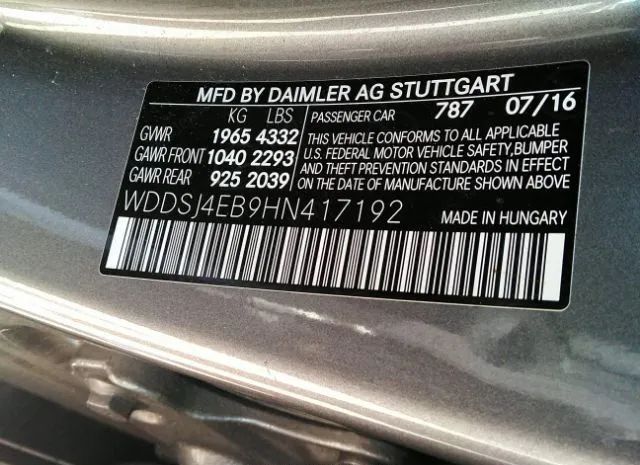 MFD BY DAIMLER AG STUTTGART
KG LBS
GVWR 1965 4332
GAWR FRONT 1040 2293
GAWR REAR 925 2039
PASSENGER CAR 787 07/16
THIS VEHICLE CONFORMS TO ALL APPLICABLE
U.S. FEDERAL MOTOR VEHICLE SAFETY,BUMPER
AND THEFT PREVENTION STANDARDS IN EFFECT
ON THE DATE OF MANUFACTURE SHOWN ABOVE
WDDSJ4EB9HN417192
MADE IN HUNGARY